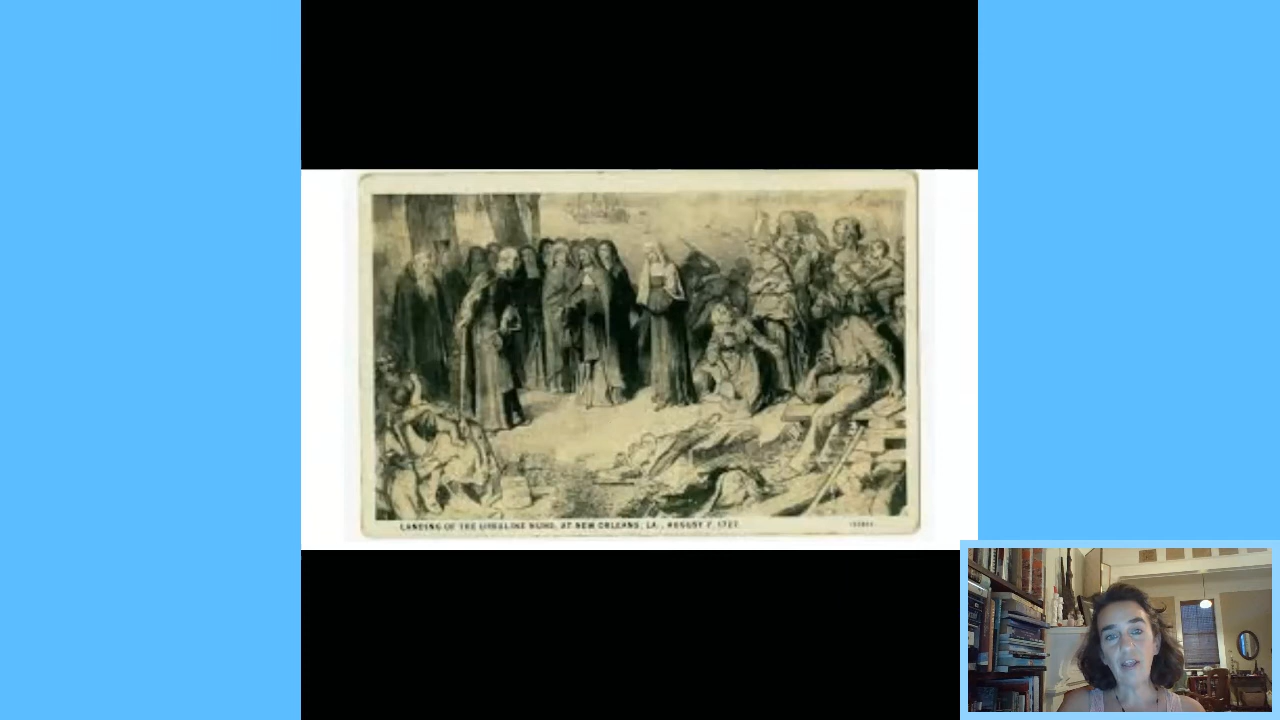 LANDING OF THE URSULINE NUNS, AT NEW ORLEANS, LA., AUGUST 7, 1727.